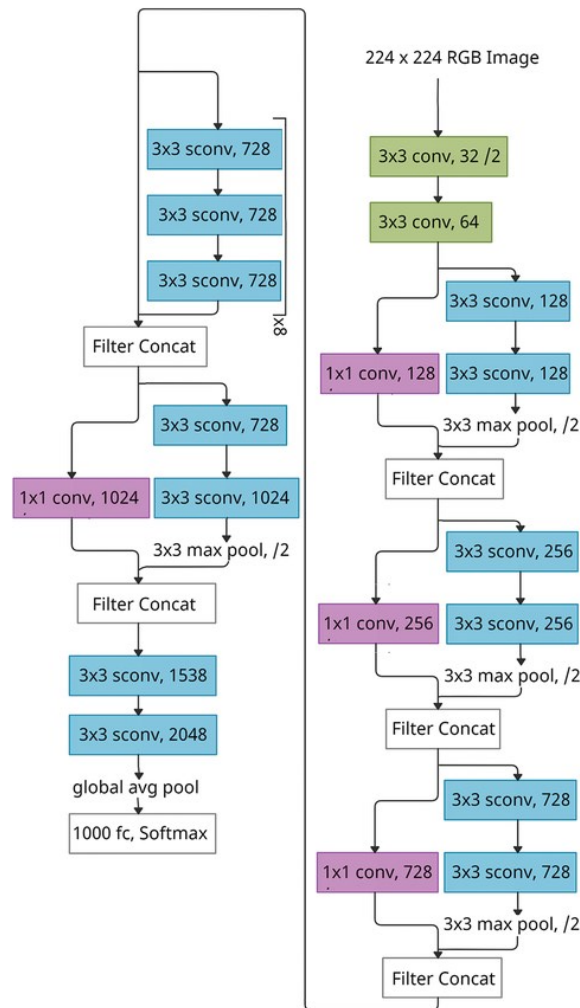 224 x 224 RGB Image
3x3 conv, 32 /2
3x3 conv, 64
3x3 sconv, 128
1x1 conv, 128
3x3 sconv, 128
3x3 max pool, /2
Filter Concat
3x3 sconv, 256
1x1 conv, 256
3x3 sconv, 256
3x3 max pool, /2
Filter Concat
3x3 sconv, 728
1x1 conv, 728
3x3 sconv, 728
3x3 max pool, /2
Filter Concat
3x3 sconv, 728
3x3 sconv, 728
3x3 sconv, 728
x8
Filter Concat
3x3 sconv, 728
1x1 conv, 1024
3x3 sconv, 1024
3x3 max pool, /2
Filter Concat
3x3 sconv, 1538
3x3 sconv, 2048
global avg pool
1000 fc, Softmax